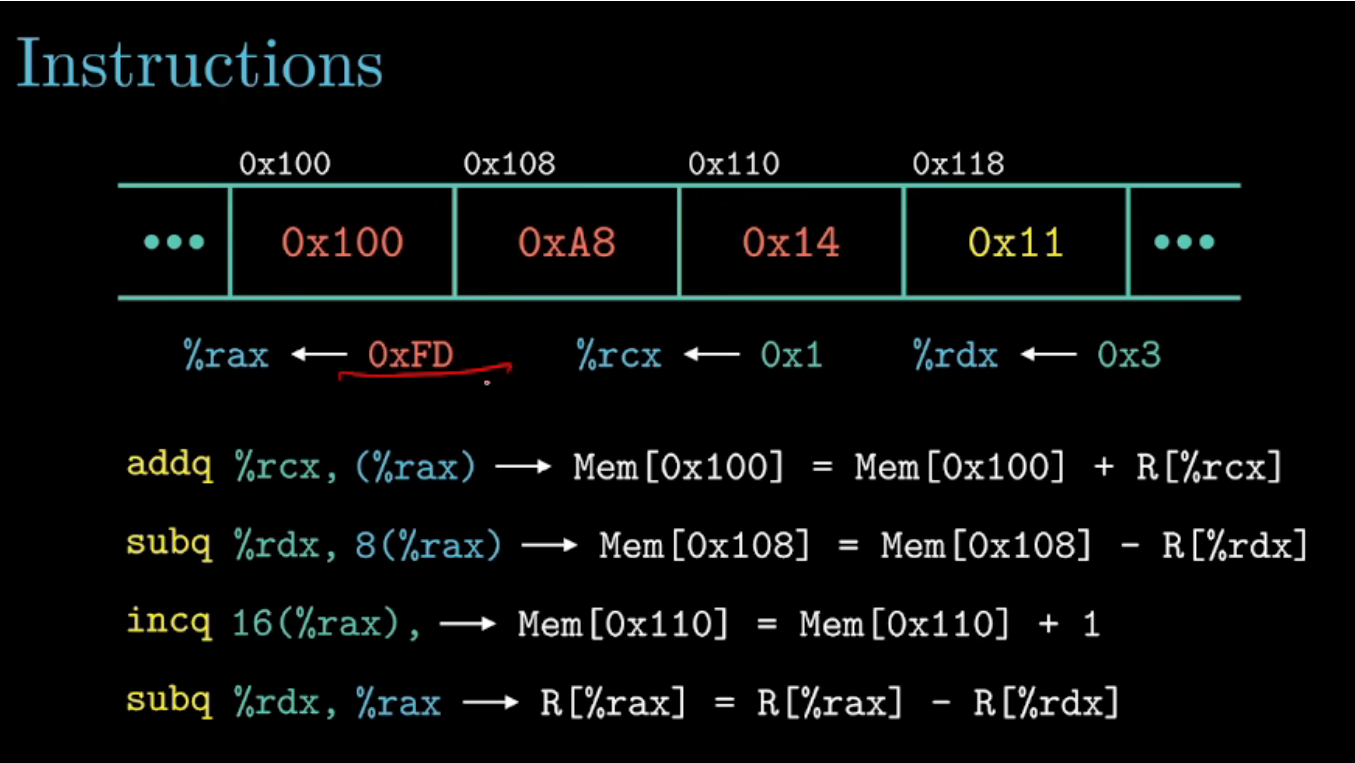 Instructions
0x100 0x108 0x110 0x118
••• 0x100 0xA8 0x14 0x11 •••
%rax ← 0xFD %rcx ← 0x1 %rdx ← 0x3
addq %rcx, (%rax) → Mem[0x100] = Mem[0x100] + R[%rcx]
subq %rdx, 8(%rax) → Mem[0x108] = Mem[0x108] - R[%rdx]
incq 16(%rax), → Mem[0x110] = Mem[0x110] + 1
subq %rdx, %rax → R[%rax] = R[%rax] - R[%rdx]